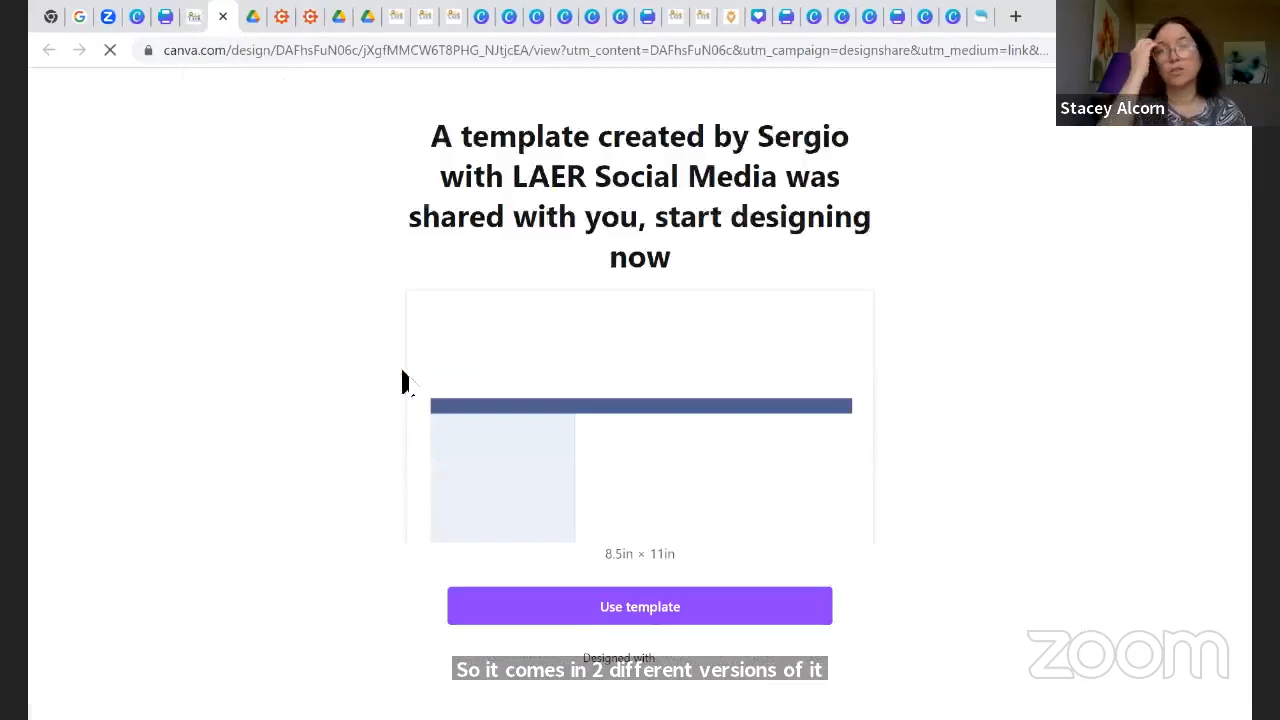 canva.com/design/DAFhsFuN06c/jXgfMMCW6T8PHG_NJtjcEA/view?utm_content=DAFhsFuN06c&utm_campaign=designshare&utm_medium=link&...
Stacey Alcorn
A template created by Sergio
with LAER Social Media was
shared with you, start designing
now
8.5in × 11in
Use template
Designed with
So it comes in 2 different versions of it
zoom